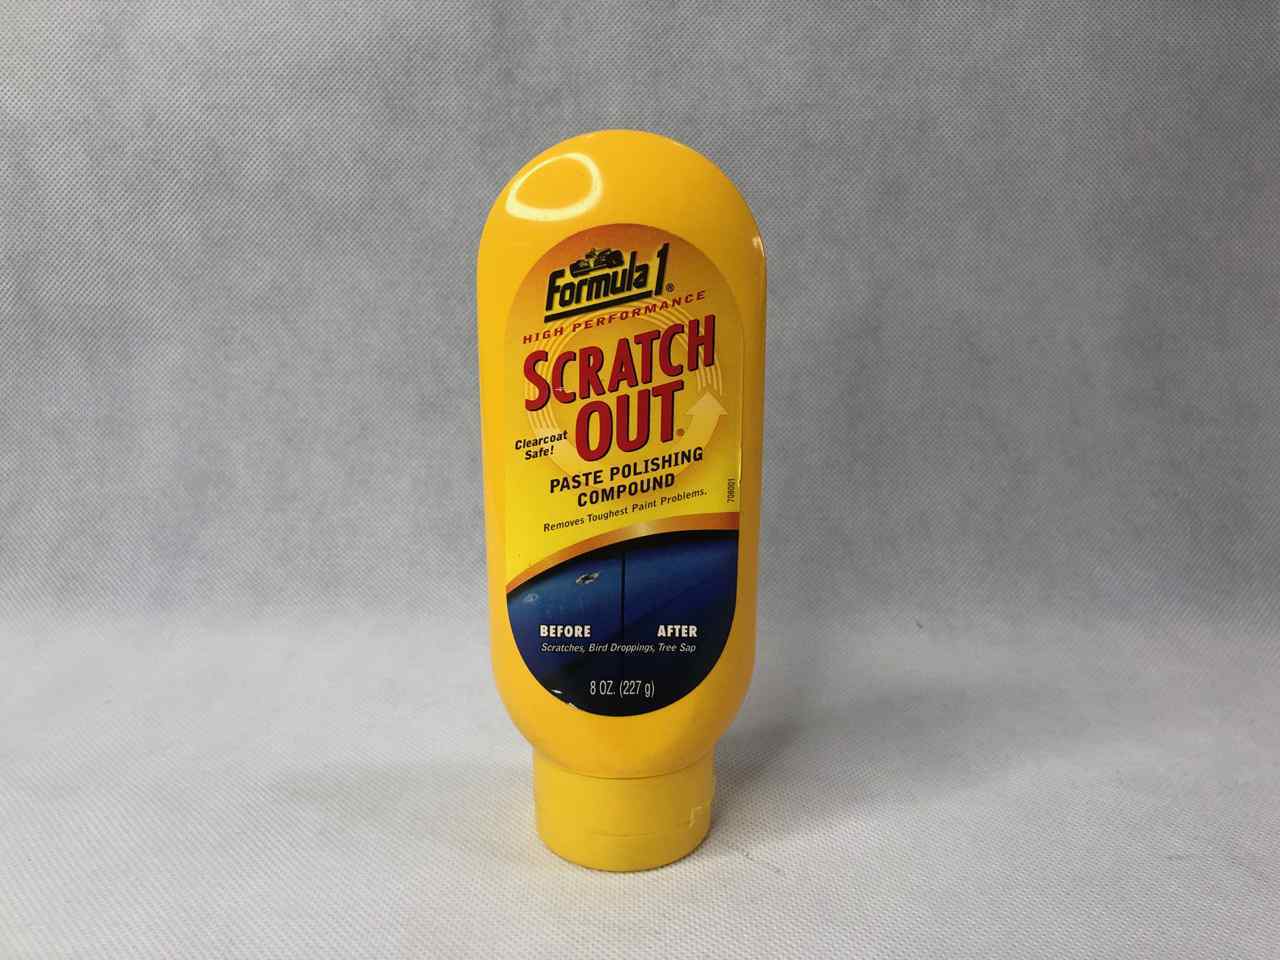 Formula 1®
HIGH PERFORMANCE
SCRATCH
OUT®
Clearcoat
Safe!
PASTE POLISHING
COMPOUND
Removes Toughest Paint Problems.
708001
BEFORE AFTER
Scratches, Bird Droppings, Tree Sap
8 OZ. (227 g)